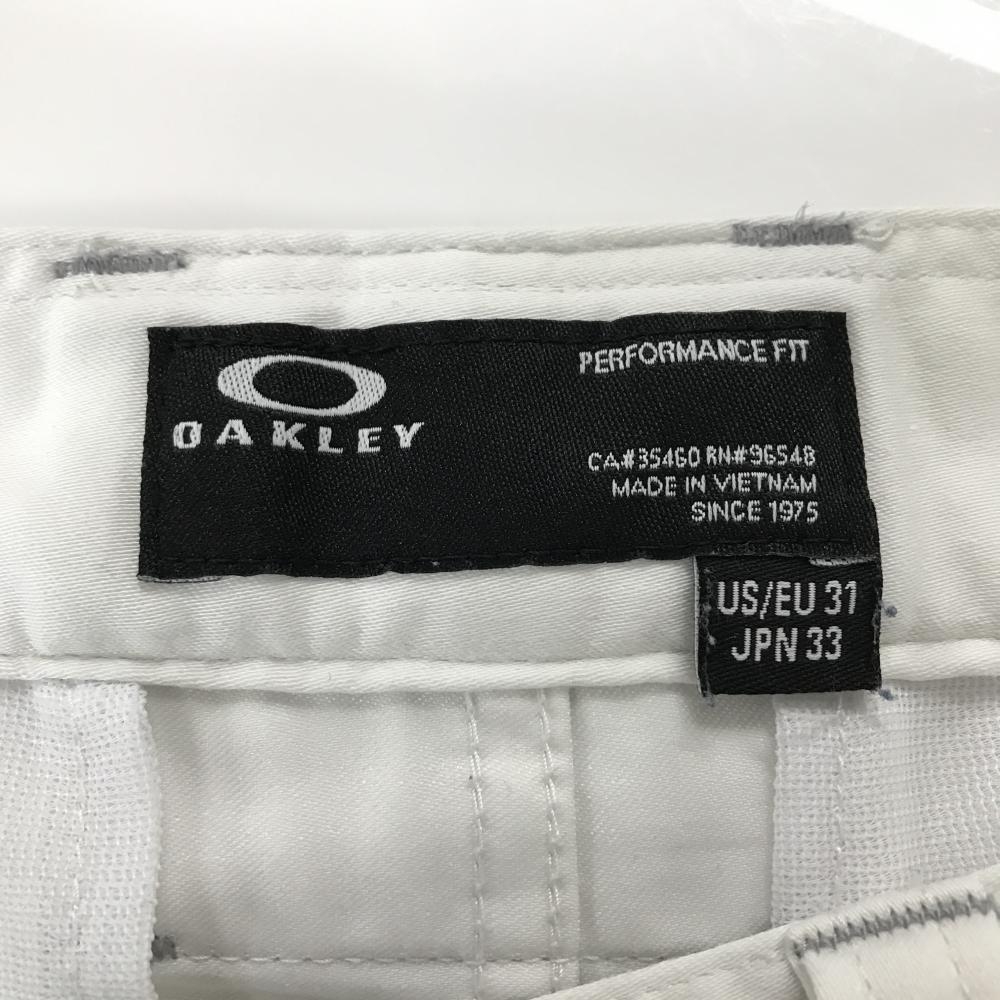 OAKLEY
PERFORMANCE FIT
CA#35460 RN#96548
MADE IN VIETNAM
SINCE 1975
US/EU 31
JPN 33